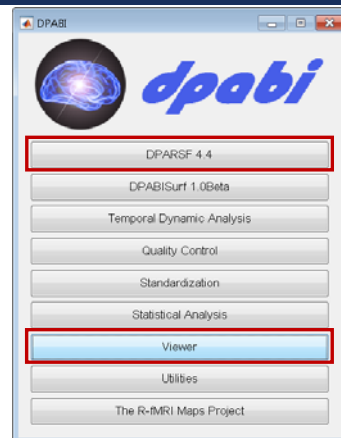 DPABI
dpabi
DPARSF 4.4
DPABISurf 1.0Beta
Temporal Dynamic Analysis
Quality Control
Standardization
Statistical Analysis
Viewer
Utilities
The R-fMRI Maps Project